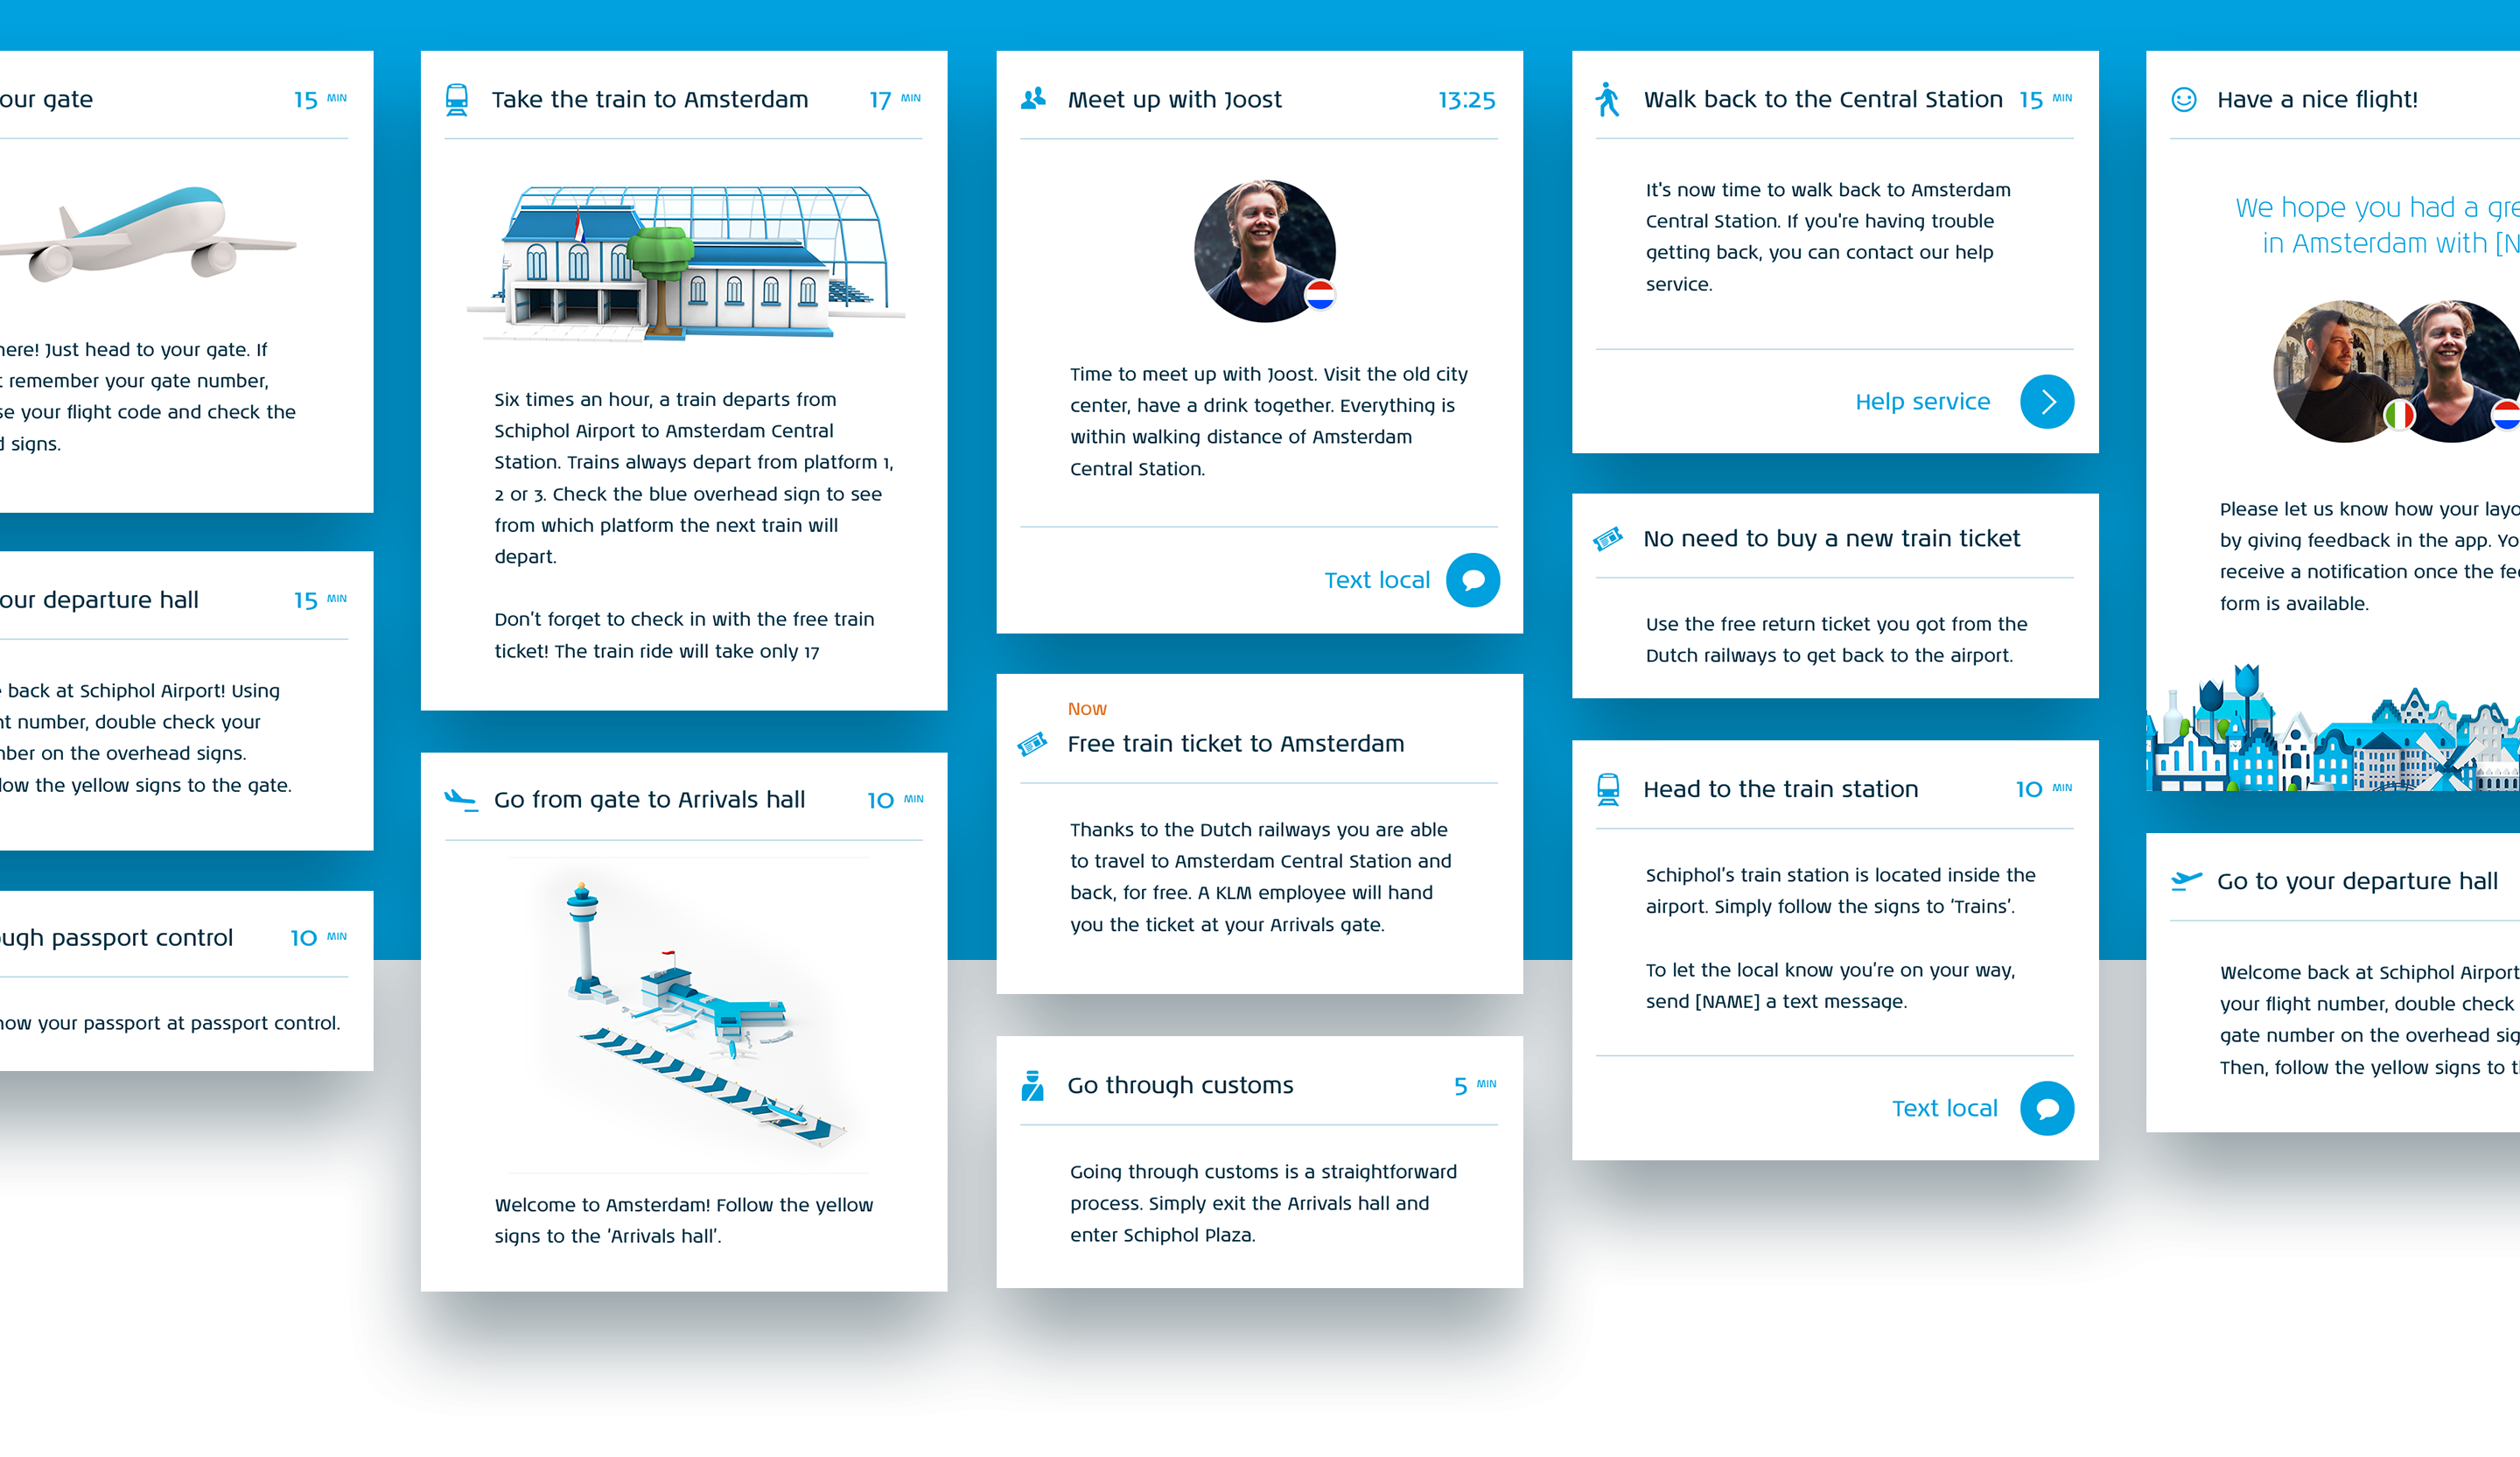 our gate 15 MIN
here! Just head to your gate. If
remember your gate number,
your flight code and check the
signs.
our departure hall 15 MIN
back at Schiphol Airport! Using
number, double check your
on the overhead signs.
the yellow signs to the gate.
passport control 10 MIN
your passport at passport control.
Take the train to Amsterdam 17 MIN
Six times an hour, a train departs from
Schiphol Airport to Amsterdam Central
Station. Trains always depart from platform 1,
2 or 3. Check the blue overhead sign to see
from which platform the next train will
depart.
Don't forget to check in with the free train
ticket! The train ride will take only 17
Go from gate to Arrivals hall 10 MIN
Welcome to Amsterdam! Follow the yellow
signs to the 'Arrivals hall'.
Meet up with Joost 13:25
Time to meet up with Joost. Visit the old city
center, have a drink together. Everything is
within walking distance of Amsterdam
Central Station.
Text local
Now
Free train ticket to Amsterdam
Thanks to the Dutch railways you are able
to travel to Amsterdam Central Station and
back, for free. A KLM employee will hand
you the ticket at your Arrivals gate.
Go through customs 5 MIN
Going through customs is a straightforward
process. Simply exit the Arrivals hall and
enter Schiphol Plaza.
Walk back to the Central Station 15 MIN
It's now time to walk back to Amsterdam
Central Station. If you're having trouble
getting back, you can contact our help
service.
Help service
No need to buy a new train ticket
Use the free return ticket you got from the
Dutch railways to get back to the airport.
Head to the train station 10 MIN
Schiphol's train station is located inside the
airport. Simply follow the signs to 'Trains'.
To let the local know you're on your way,
send [NAME] a text message.
Text local
Have a nice flight!
We hope you had a
in Amsterdam with
Please let us know how your
by giving feedback in the app.
receive a notification once the
form is available.
Go to your departure hall
Welcome back at Schiphol Airport
your flight number, double check
gate number on the overhead
Then, follow the yellow signs to